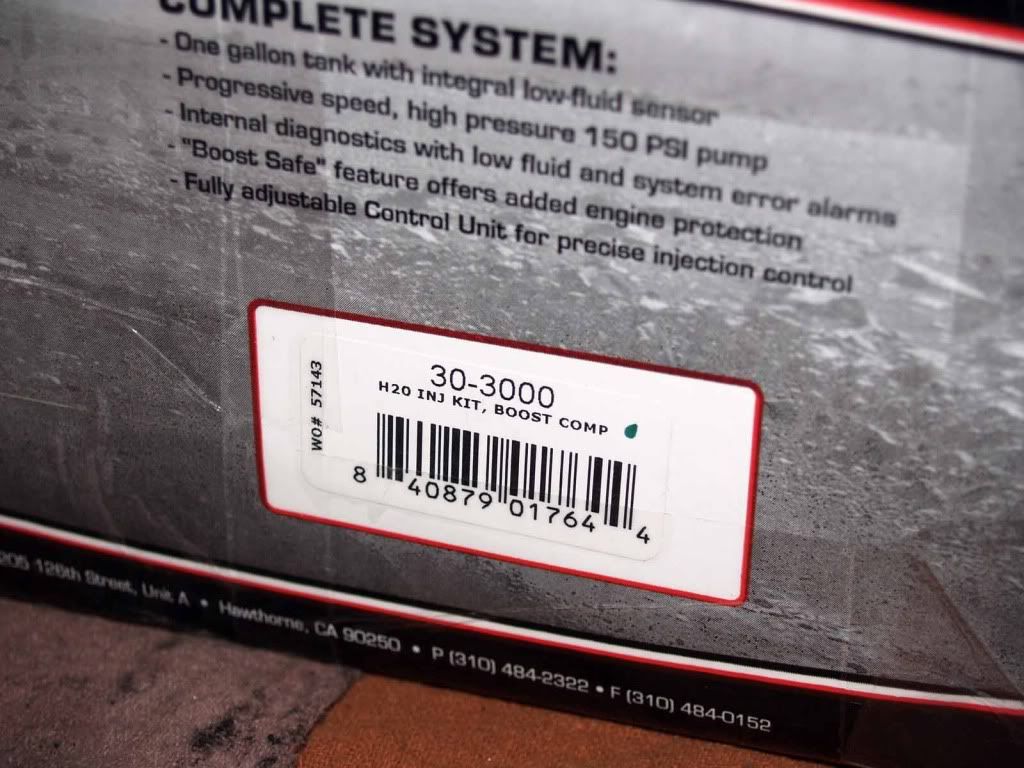 COMPLETE SYSTEM:
- One gallon tank with integral low-fluid sensor
- Progressive speed, high pressure 150 PSI pump
- Internal diagnostics with low fluid and system error alarms
- "Boost Safe" feature offers added engine protection
- Fully adjustable Control Unit for precise injection control
WO# 57143
30-3000
H20 INJ KIT, BOOST COMP
8 40879 01764 4
126th Street, Unit A • Hawthorne, CA 90250 • P (310) 484-2322 • F (310) 484-0152